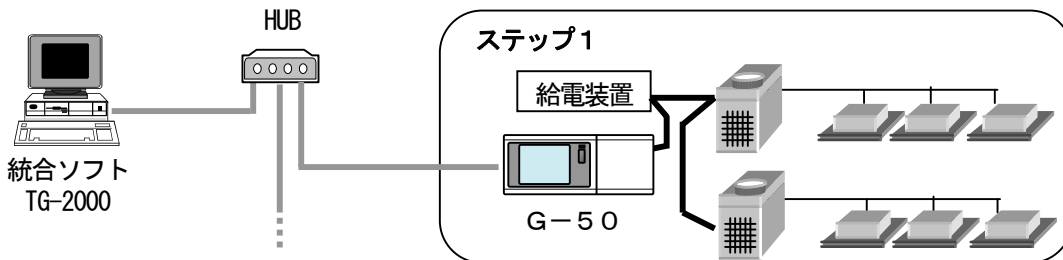 HUB
ステップ1
給電装置
統合ソフト
TG-2000
G－５０